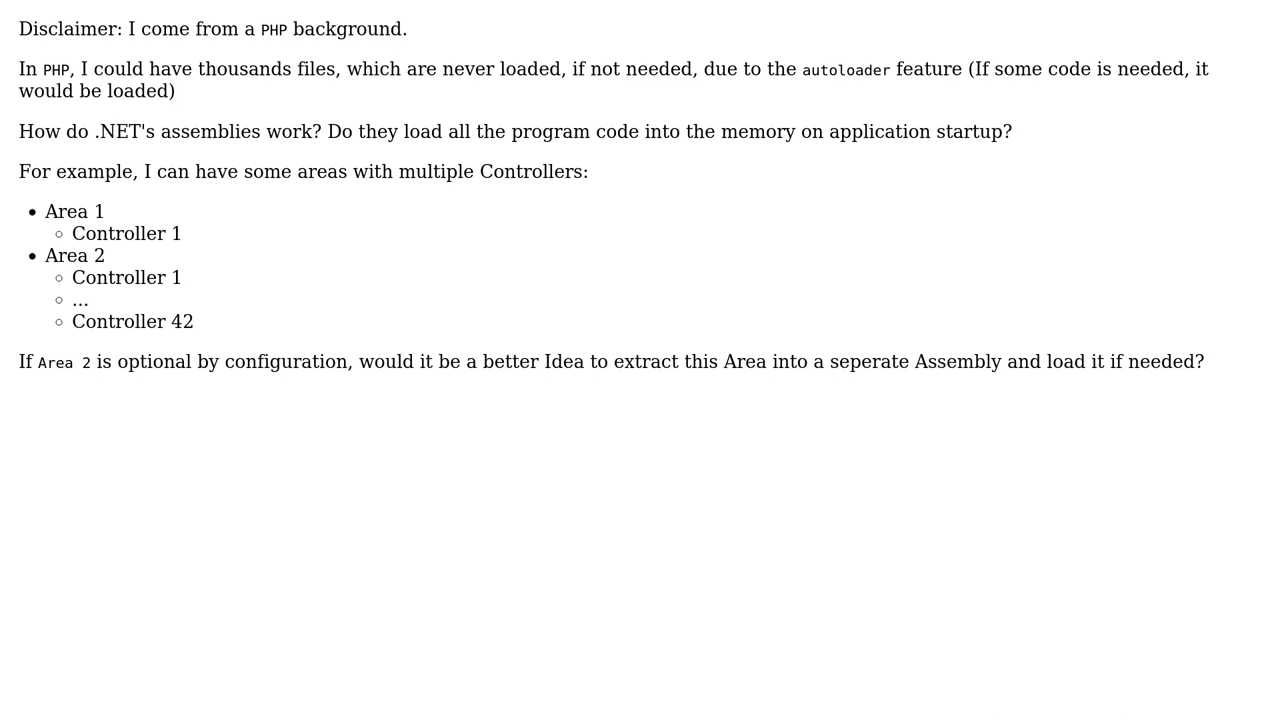 Disclaimer: I come from a PHP background.
In PHP, I could have thousands files, which are never loaded, if not needed, due to the autoloader feature (If some code is needed, it
would be loaded)
How do .NET's assemblies work? Do they load all the program code into the memory on application startup?
For example, I can have some areas with multiple Controllers:
Area 1
Controller 1
Area 2
Controller 1
...
Controller 42
If Area 2 is optional by configuration, would it be a better Idea to extract this Area into a seperate Assembly and load it if needed?